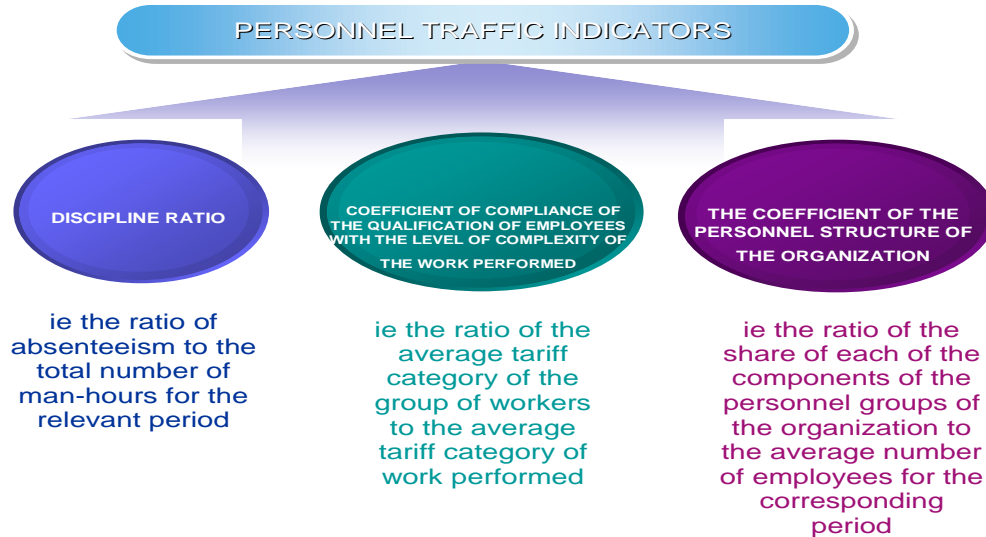 PERSONNEL TRAFFIC INDICATORS
DISCIPLINE RATIO
ie the ratio of
absenteeism to the
total number of
man-hours for the
relevant period
COEFFICIENT OF COMPLIANCE OF
THE QUALIFICATION OF EMPLOYEES
WITH THE LEVEL OF COMPLEXITY OF
THE WORK PERFORMED
ie the ratio of the
average tariff
category of the
group of workers
to the average
tariff category of
work performed
THE COEFFICIENT OF THE
PERSONNEL STRUCTURE OF
THE ORGANIZATION
ie the ratio of the
share of each of the
components of the
personnel groups of
the organization to
the average number
of employees for the
corresponding
period